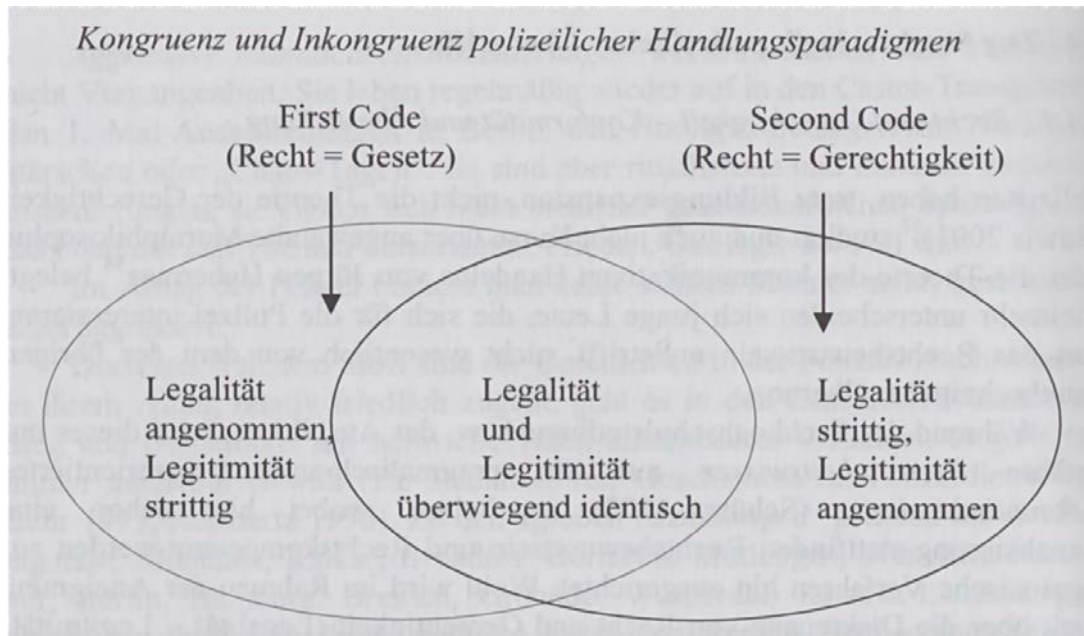 Kongruenz und Inkongruenz polizeilicher Handlungsparadigmen
First Code
(Recht = Gesetz)
Second Code
(Recht = Gerechtigkeit)
Legalität
angenommen,
Legitimität
strittig
Legalität
und
Legitimität
überwiegend identisch
Legalität
strittig,
Legitimität
angenommen